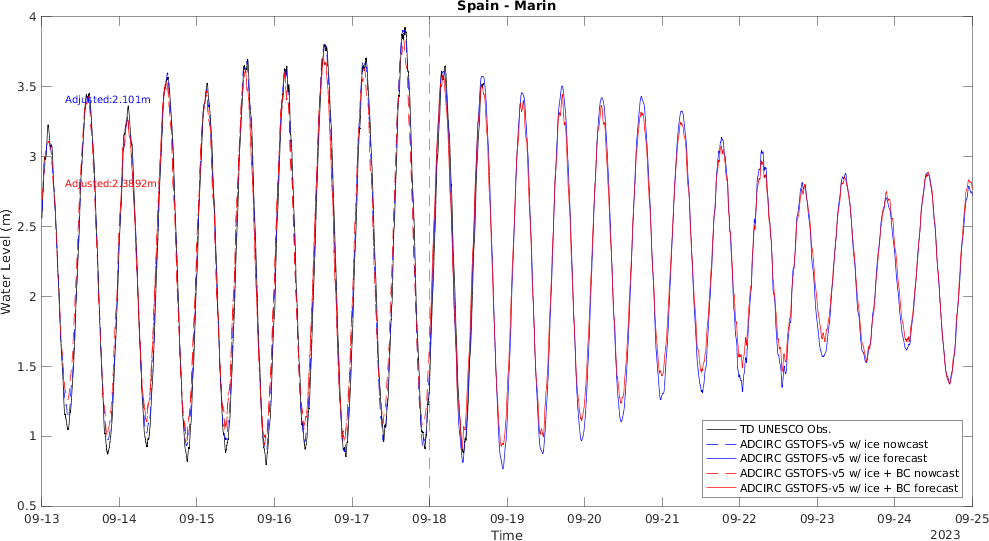 Spain - Marin
4
3.5
3
2.5
2
1.5
1
0.5
Water Level (m)
Adjusted:2.101m
Adjusted:2.3892m
TD UNESCO Obs.
ADCIRC GSTOFS-v5 w/ ice nowcast
ADCIRC GSTOFS-v5 w/ ice forecast
ADCIRC GSTOFS-v5 w/ ice + BC nowcast
ADCIRC GSTOFS-v5 w/ ice + BC forecast
09-13 09-14 09-15 09-16 09-17 09-18 09-19 09-20 09-21 09-22 09-23 09-24 09-25
Time
2023